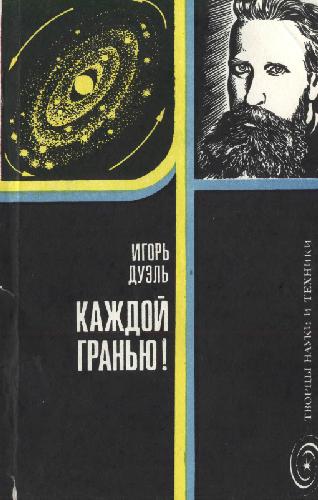 ИГОРЬ
ДУЭЛЬ
КАЖДОЙ
ГРАНЬЮ!
ТВОРЦЫ НАУКИ И ТЕХНИКИ